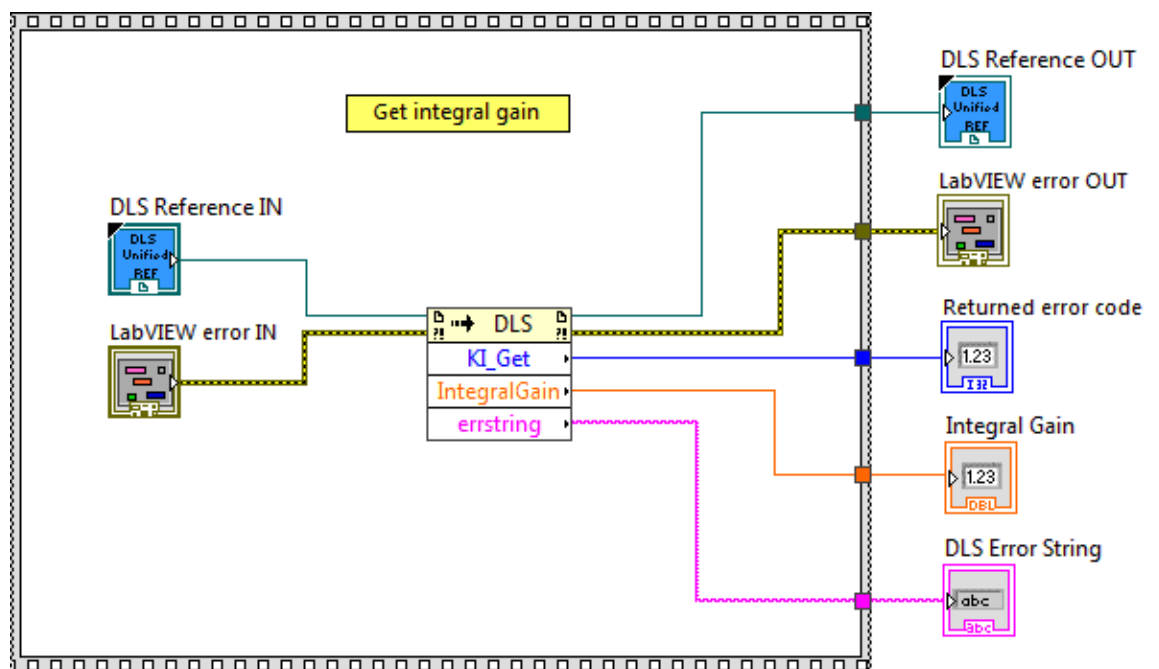 DLS Reference OUT
DLS
Unified
REF
Get integral gain
LabVIEW error OUT
DLS Reference IN
DLS
Unified
REF
Returned error code
LabVIEW error IN
?! DLS ?!
KI_Get
1.23
I32
IntegralGain
errstring
Integral Gain
1.23
DBL
DLS Error String
abc
abc